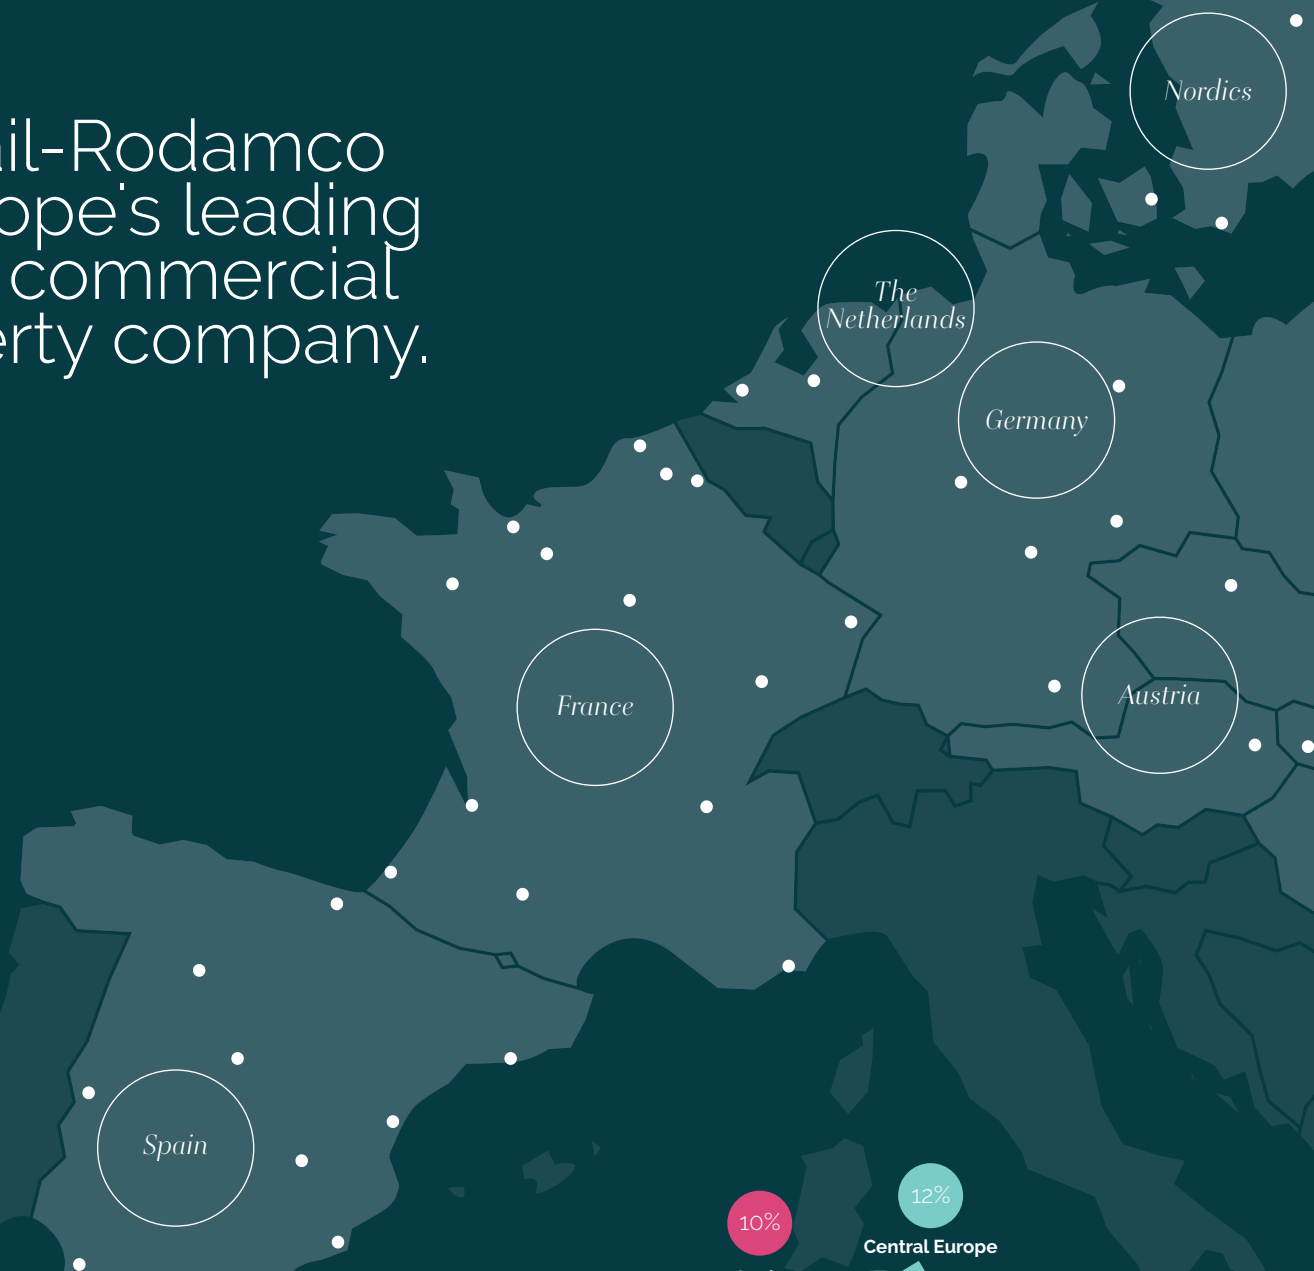 il-Rodamco
ope's leading
commercial
erty company.
Nordics
The
Netherlands
Germany
France
Austria
Spain
10%
12%
Central Europe